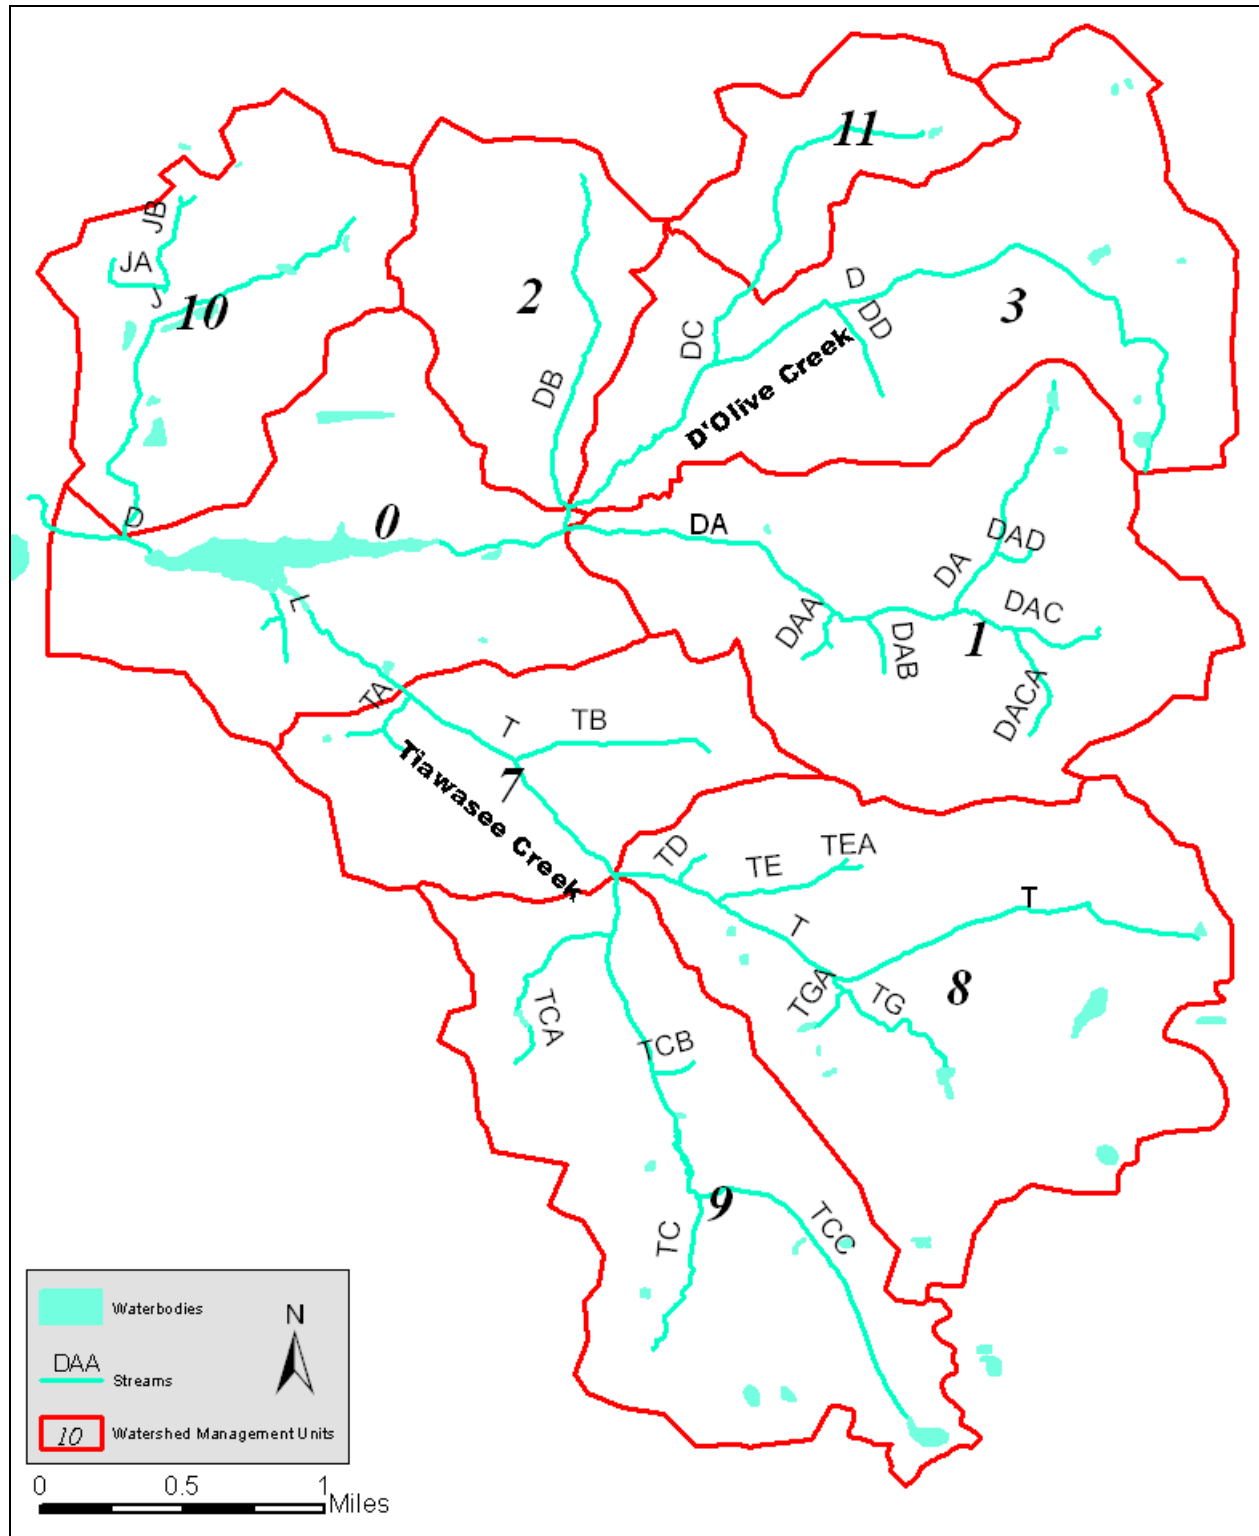 11
JB
JA
J
10
2
D
DD
3
DC
D'Olive Creek
DB
D
0
DA
DAD
DA
DAC
DAA
DAB
1
DACA
L
TA
T
TB
7
Tiawasee Creek
TD
TE
TEA
T
T
TGA
TG
8
TCA
TCB
9
TC
TCC
Waterbodies
N
DAA
Streams
10
Watershed Management Units
0 0.5 1
Miles